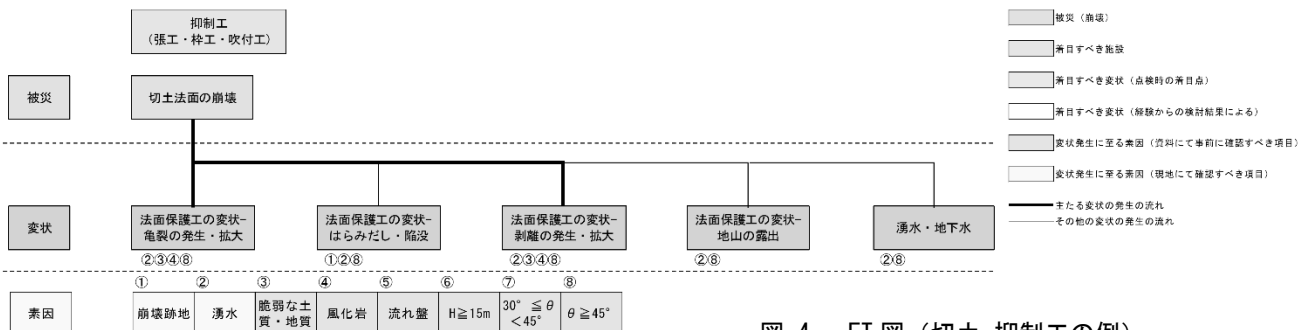 抑制工
(張工・枠工・吹付工)
被災
切土法面の崩壊
変状
法面保護工の変状-
亀裂の発生・拡大
②③④⑧
法面保護工の変状-
はらみだし・陥没
①②⑧
法面保護工の変状-
剥離の発生・拡大
②③④⑧
法面保護工の変状-
地山の露出
②⑧
湧水・地下水
②⑧
素因
①
崩壊跡地
②
湧水
③
脆弱な土
質・地質
④
風化岩
⑤
流れ盤
⑥
H≧15m
⑦
30° ≦θ
<45°
⑧
θ≧45°
被災(崩壊)
着目すべき施設
着目すべき変状(点検時の着目点)
着目すべき変状(経験からの検討結果による)
変状発生に至る素因(資料にて事前に確認すべき項目)
変状発生に至る素因(現地にて確認すべき項目)
主たる変状の発生の流れ
その他の変状の発生の流れ